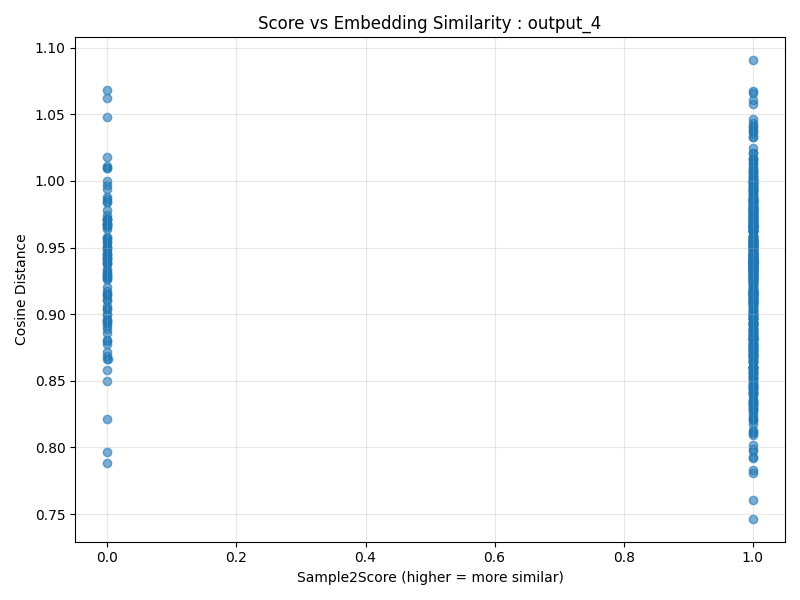 Score vs Embedding Similarity : output_4
Cosine Distance
1.10
1.05
1.00
0.95
0.90
0.85
0.80
0.75
0.0 0.2 0.4 0.6 0.8 1.0
Sample2Score (higher = more similar)